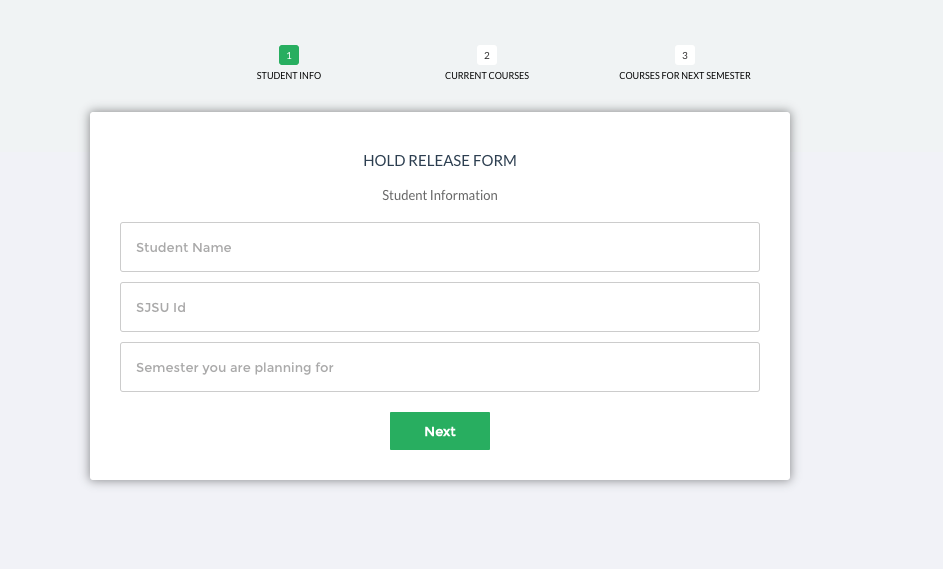 1
2
3
STUDENT INFO
CURRENT COURSES
COURSES FOR NEXT SEMESTER
HOLD RELEASE FORM
Student Information
Student Name
SJSU Id
Semester you are planning for
Next